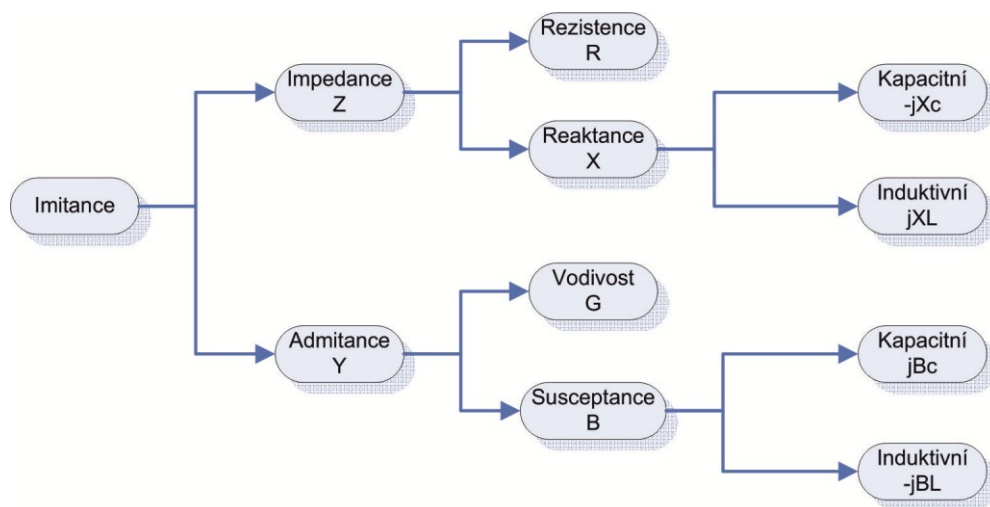 Rezistence
R
Impedance
Z
Kapacitní
-jXc
Reaktance
X
Imitance
Induktivní
jXL
Vodivost
G
Admitance
Y
Kapacitní
jBc
Susceptance
B
Induktivní
-jBL